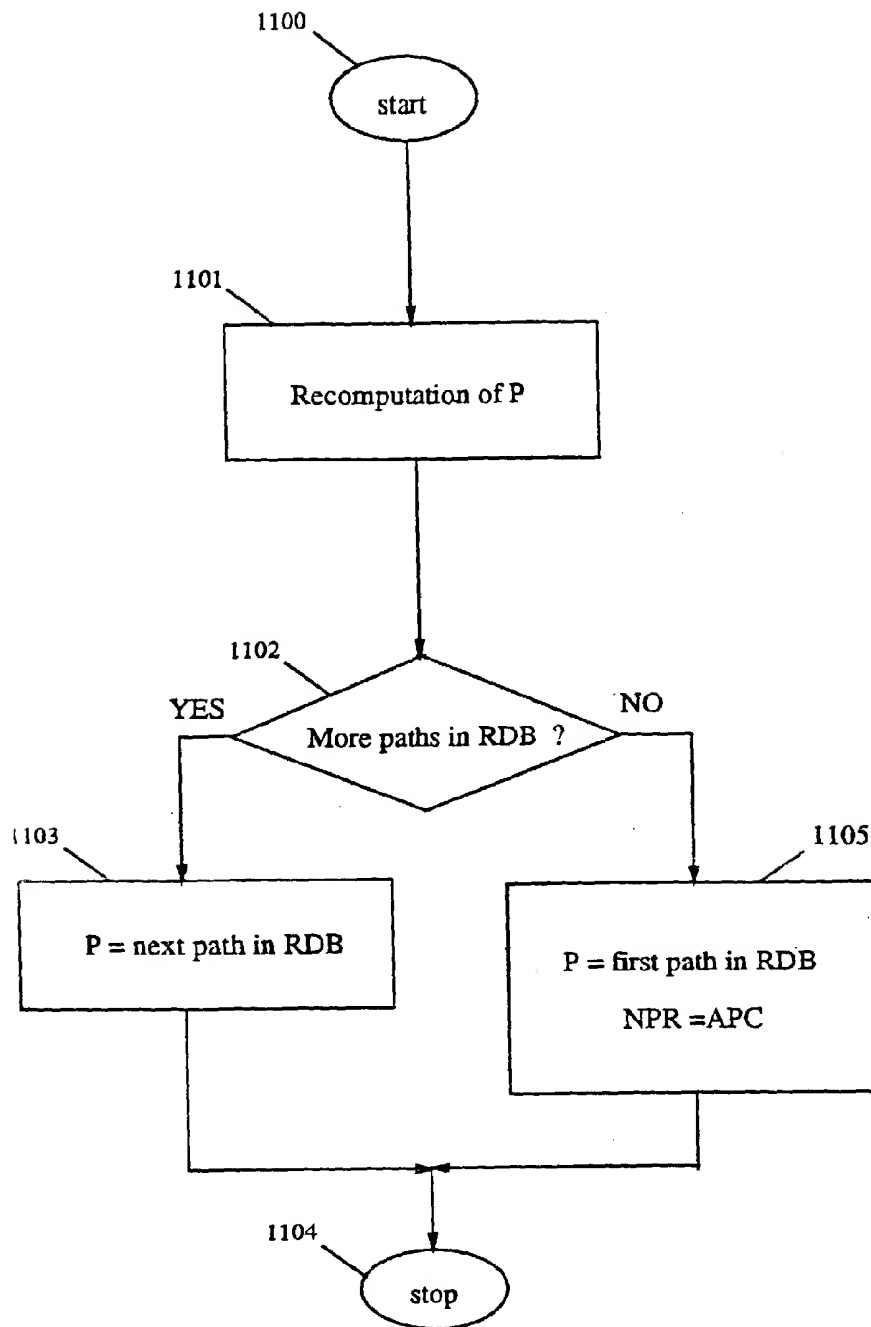 1100
start
1101
Recomputation of P
1102
YES
NO
More paths in RDB ?
1103
1105
P = next path in RDB
P = first path in RDB
NPR =APC
1104
stop